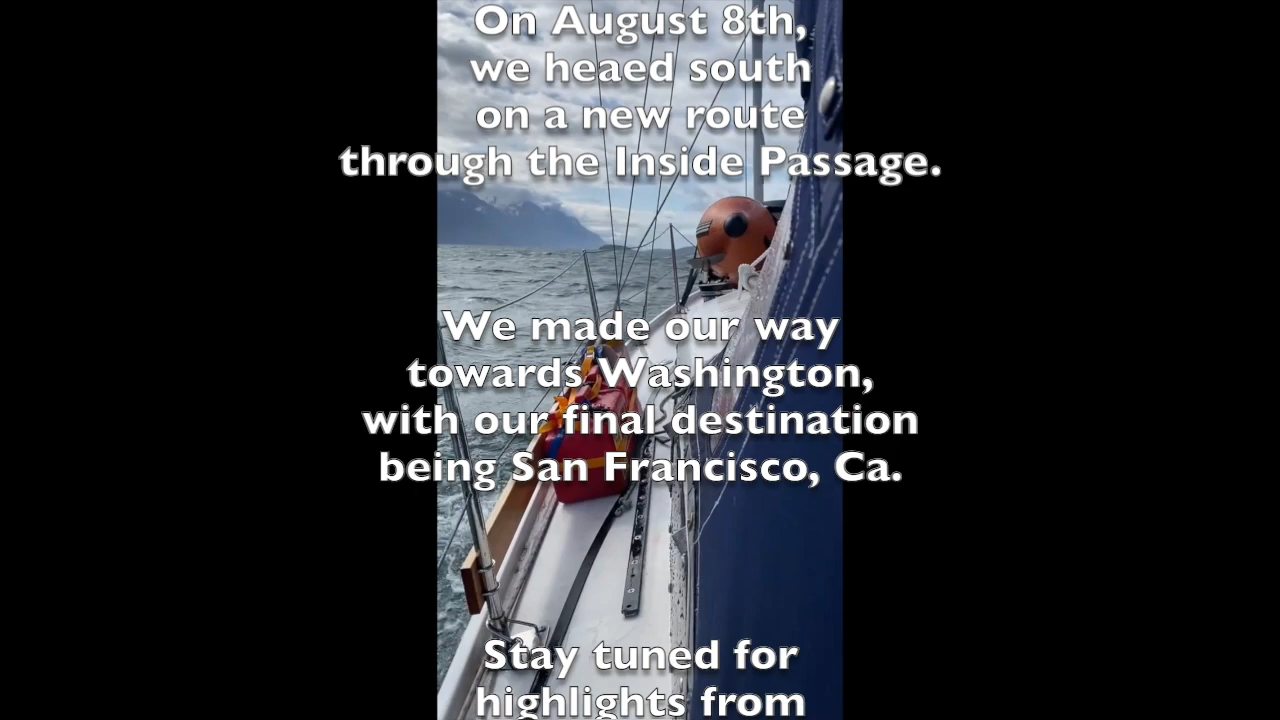 On August 8th,
we heaed south
on a new route
through the Inside Passage.
We made our way
towards Washington,
with our final destination
being San Francisco, Ca.
Stay tuned for
highlights from